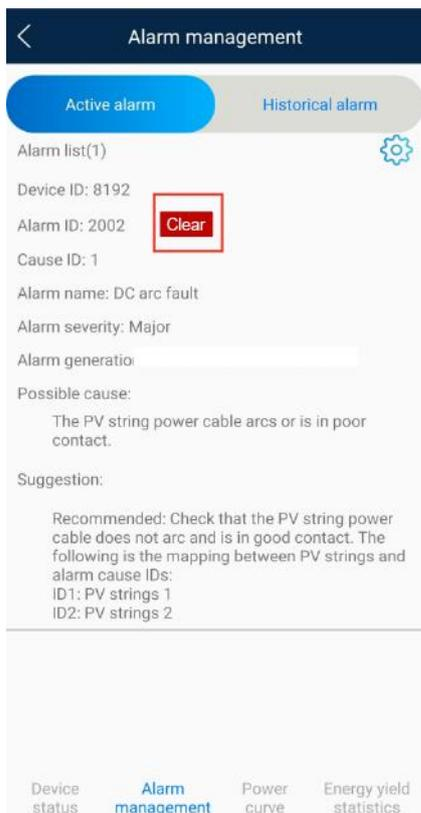 Alarm management
Active alarm
Historical alarm
Alarm list(1)
Device ID: 8192
Alarm ID: 2002
Clear
Cause ID: 1
Alarm name: DC arc fault
Alarm severity: Major
Alarm
Possible cause:
The PV string power cable arcs or is in poor
contact.
Suggestion:
Recommended: Check that the PV string power
cable does not arc and is in good contact. The
following is the mapping between PV strings and
alarm cause IDs:
ID1: PV strings 1
ID2: PV strings 2
Device
status
Alarm
management
Power
curve
Energy yield
statistics